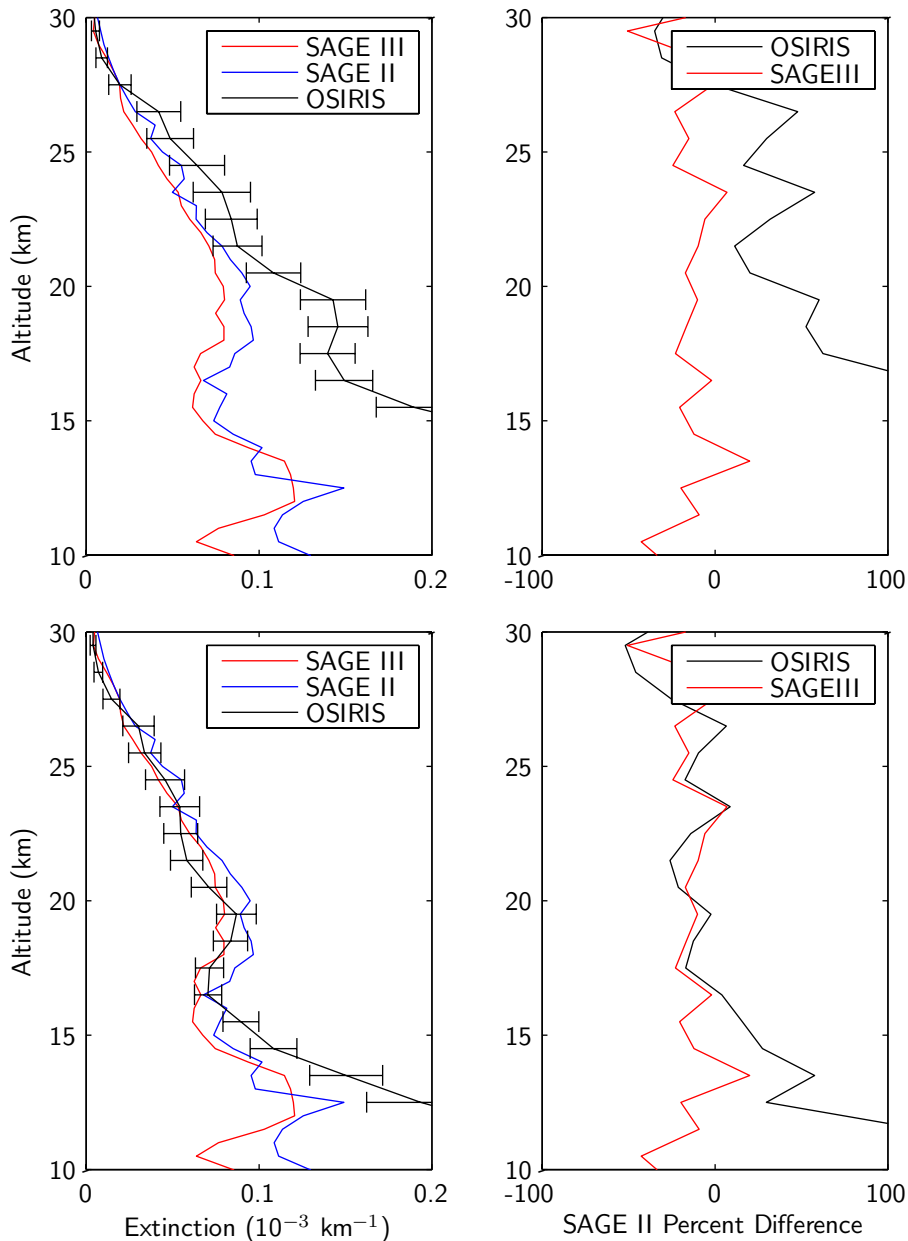 30
25
20
15
10
Altitude (km)
0
0.1
0.2
SAGE III
SAGE II
OSIRIS
30
25
20
15
10
-100
0
100
OSIRIS
SAGEIII
30
25
20
15
10
Altitude (km)
0
0.1
0.2
Extinction (10⁻³ km⁻¹)
SAGE III
SAGE II
OSIRIS
30
25
20
15
10
-100
0
100
SAGE II Percent Difference
OSIRIS
SAGEIII